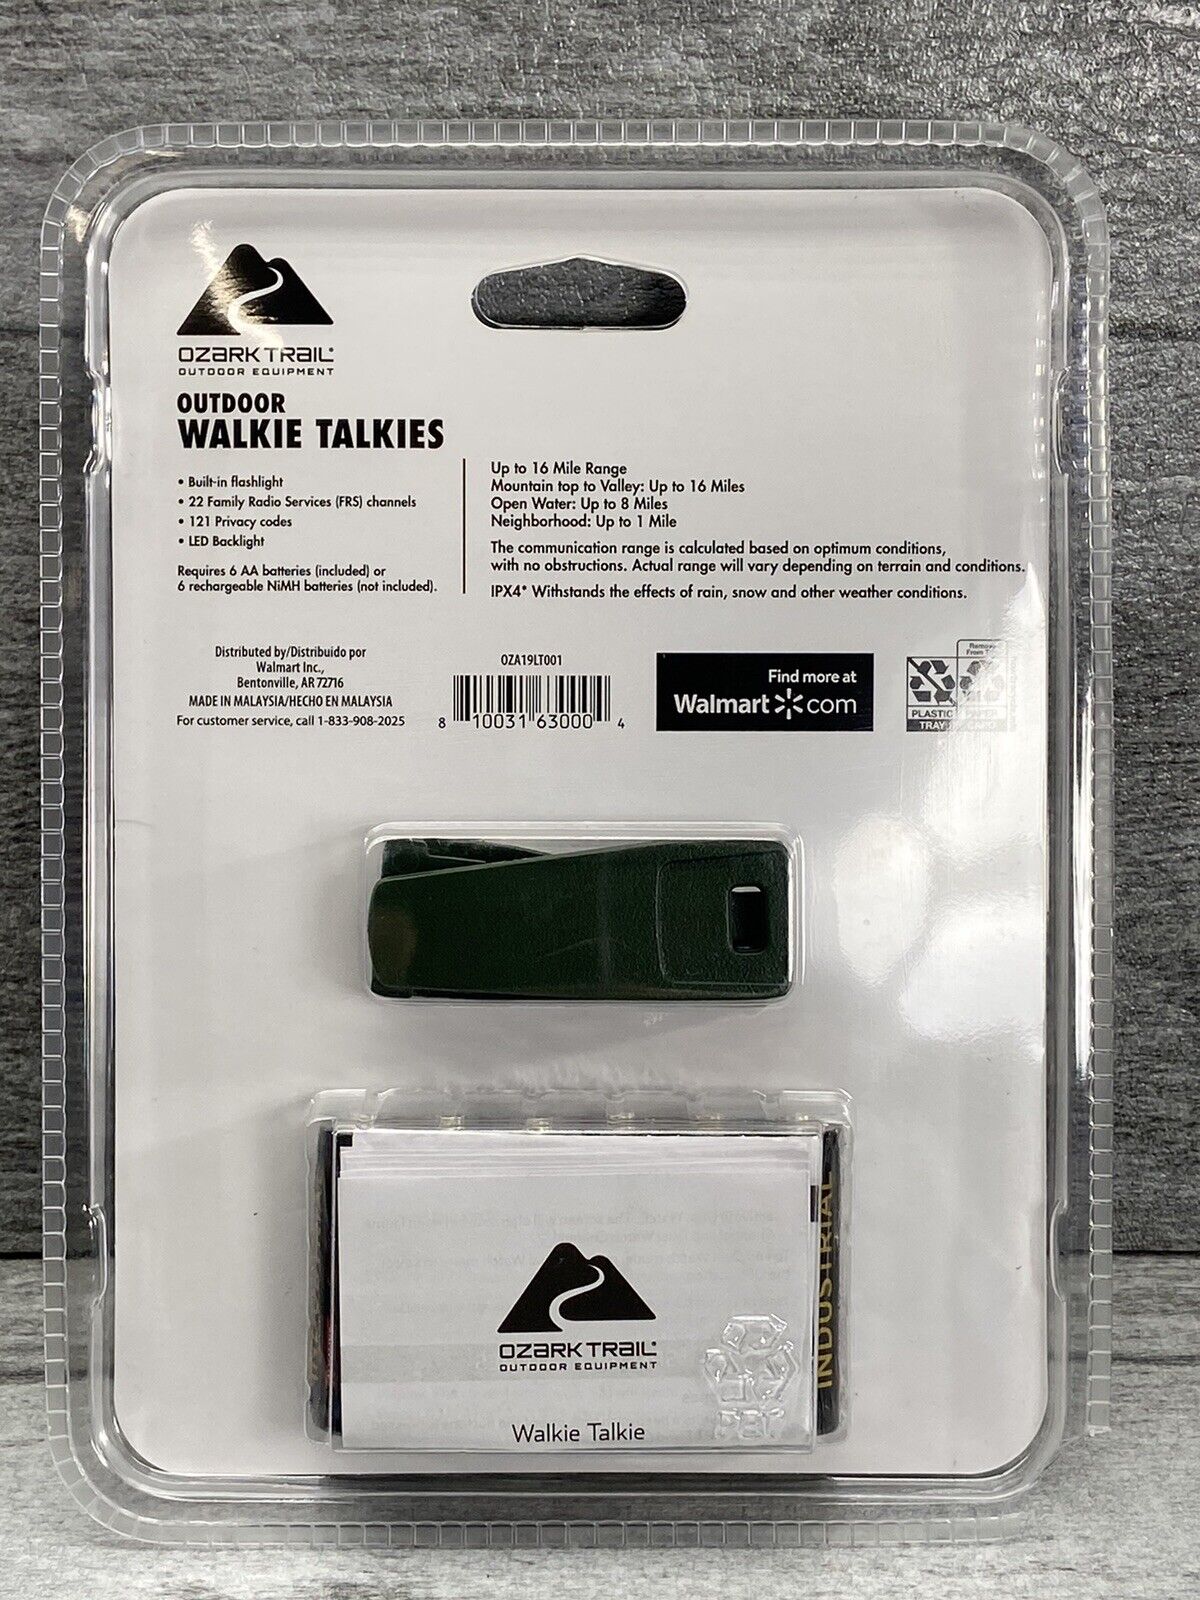 OZARK TRAIL®
OUTDOOR EQUIPMENT
OUTDOOR
WALKIE TALKIES
• Built-in flashlight
• 22 Family Radio Services (FRS) channels
• 121 Privacy codes
• LED Backlight
Requires 6 AA batteries (included) or
6 rechargeable NiMH batteries (not included).
Up to 16 Mile Range
Mountain top to Valley: Up to 16 Miles
Open Water: Up to 8 Miles
Neighborhood: Up to 1 Mile
The communication range is calculated based on optimum conditions,
with no obstructions. Actual range will vary depending on terrain and conditions.
IPX4* Withstands the effects of rain, snow and other weather conditions.
Distributed by/Distribuido por
Walmart Inc.,
Bentonville, AR 72716
MADE IN MALAYSIA/HECHO EN MALAYSIA
For customer service, call 1-833-908-2025
OZA19LT001
8 10031 63000 4
Find more at
Walmart com
Remove
From
PLASTIC PAPER
TRAY CARD
INDUSTRIAL
OZARK TRAIL®
OUTDOOR EQUIPMENT
Walkie Talkie